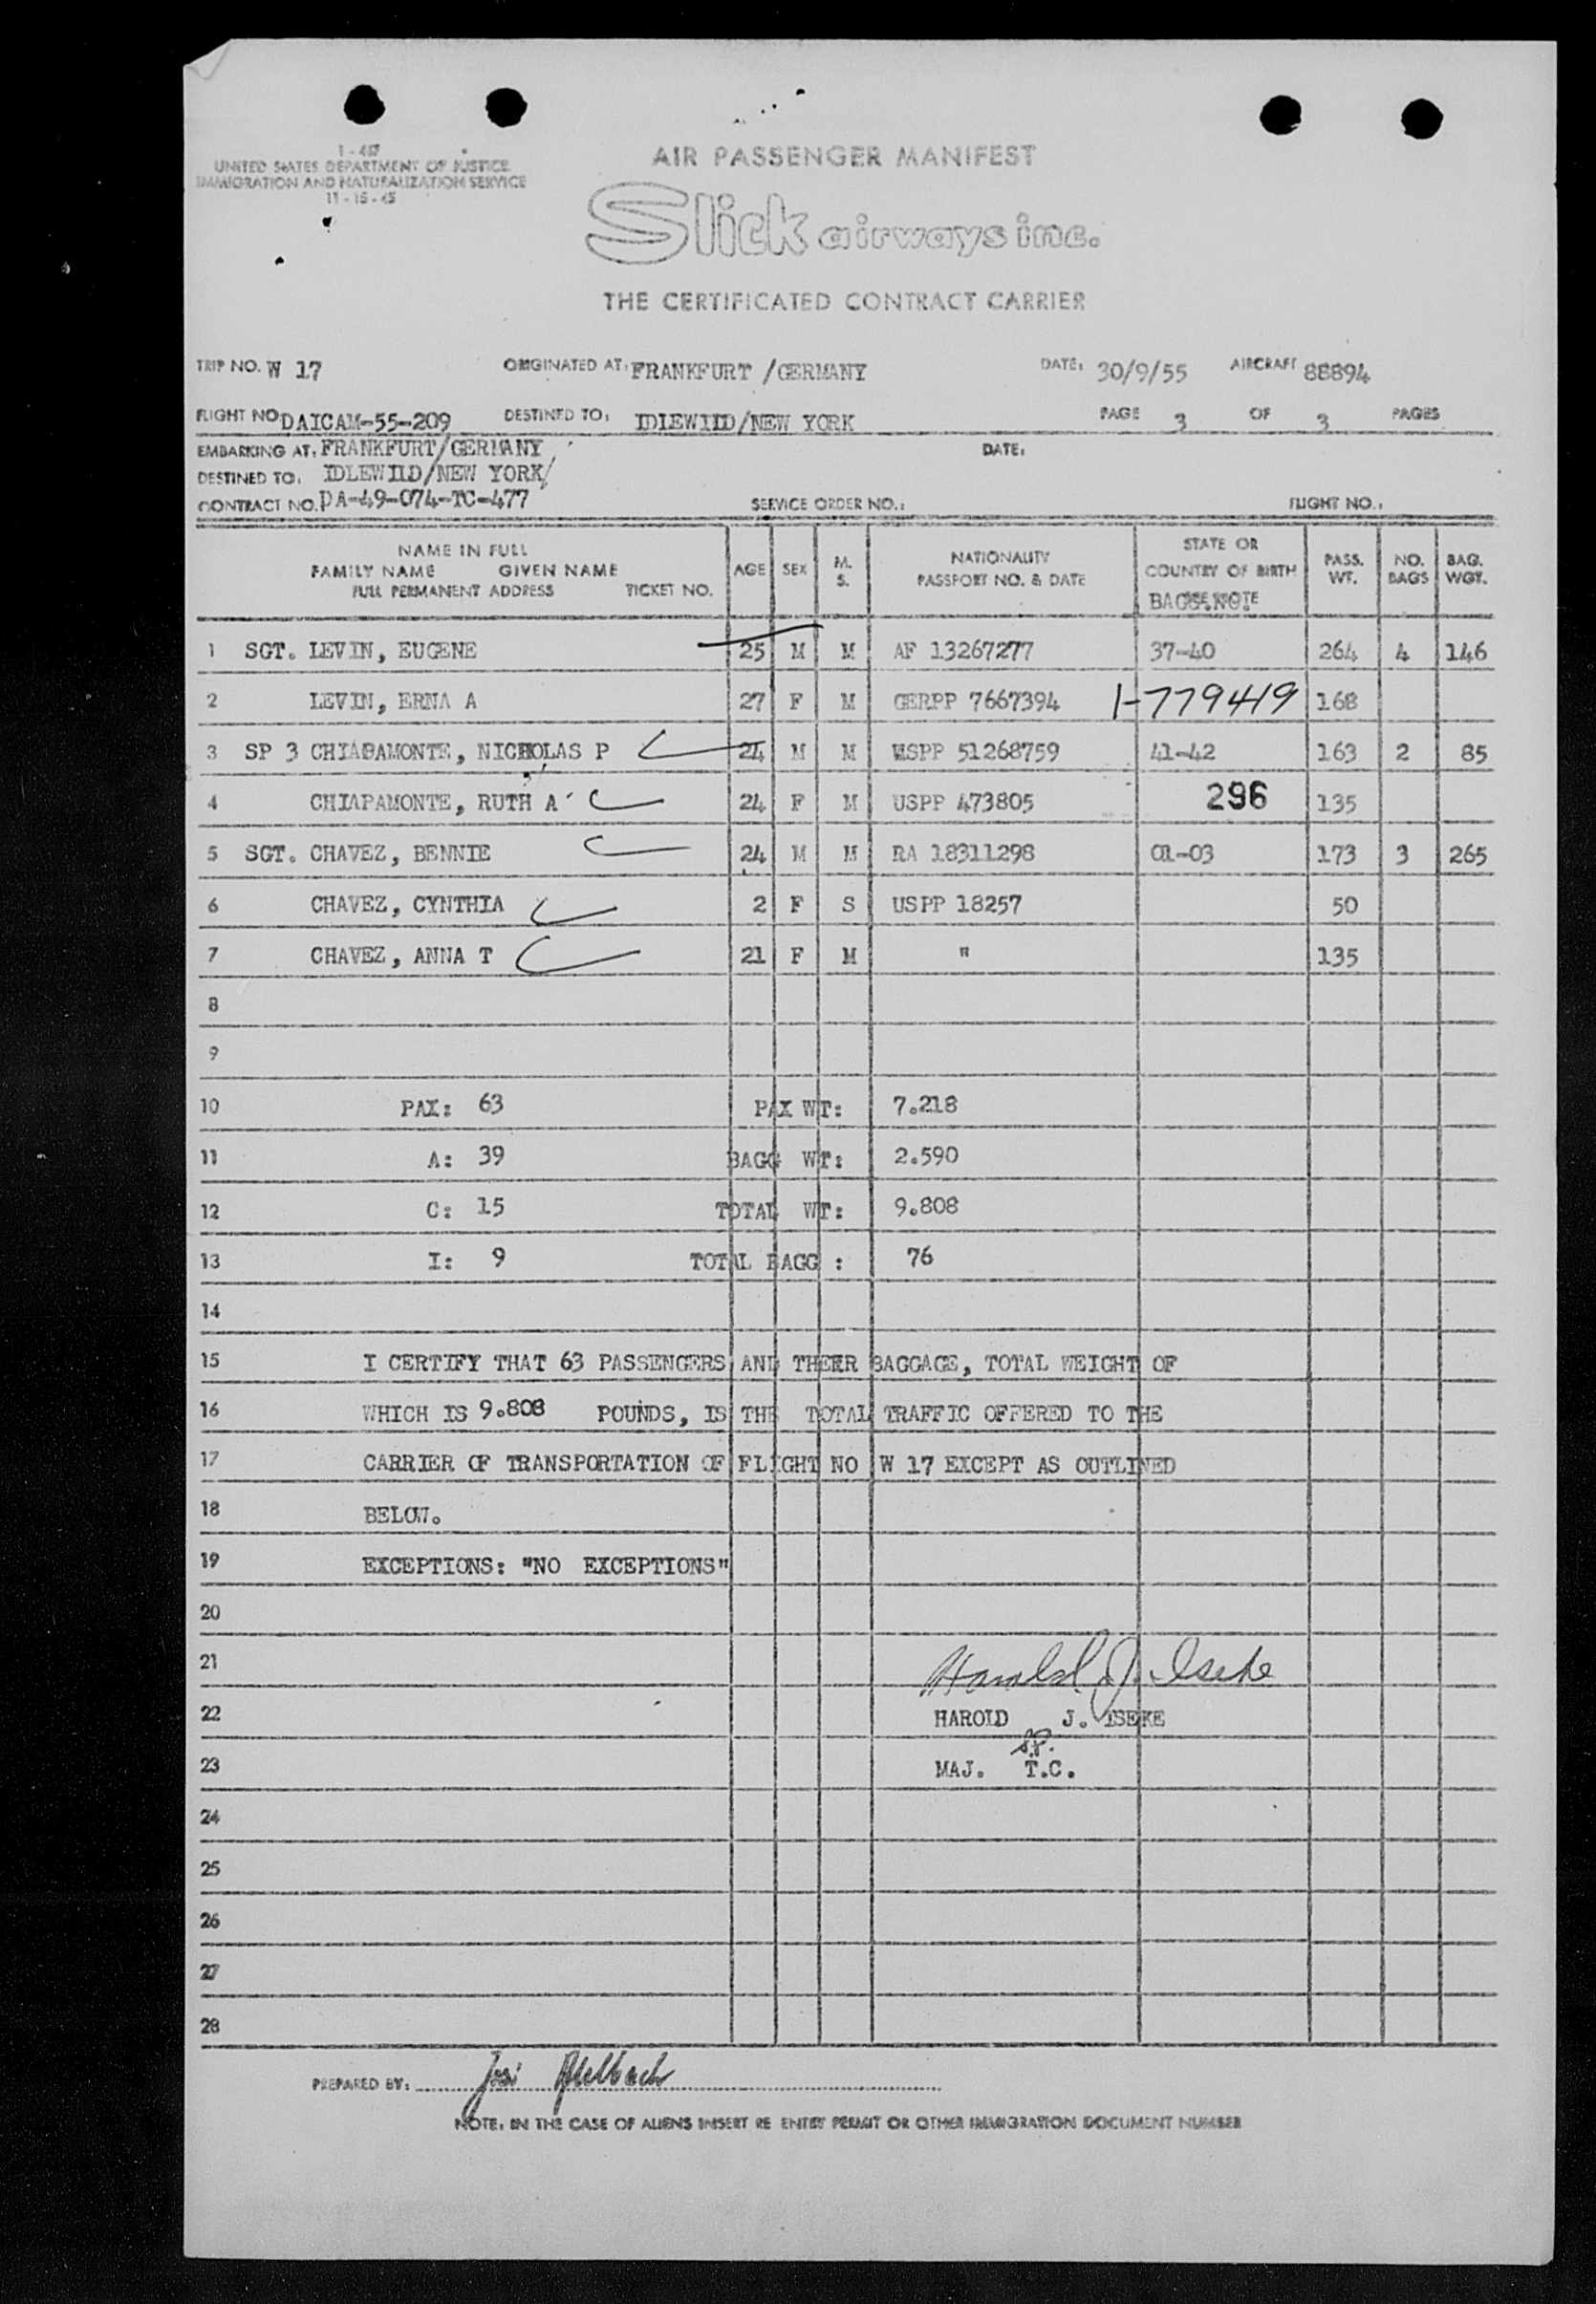 I-487
UNITED STATES DEPARTMENT OF JUSTICE
IMMIGRATION AND NATURALIZATION SERVICE
11-15-45
AIR PASSENGER MANIFEST
Slick airways inc.
THE CERTIFICATED CONTRACT CARRIER
TRIP NO. W 17 ORIGINATED AT: FRANKFURT /GERMANY DATE: 30/9/55 AIRCRAFT 88894
FLIGHT NO DAICAM-55-209 DESTINED TO: IDLEWILD/NEW YORK PAGE 3 OF 3 PAGES
EMBARKING AT: FRANKFURT/GERMANY DATE:
DESTINED TO: IDLEWILD/NEW YORK/
CONTRACT NO. DA-49-074-TC-477 SERVICE ORDER NO.: FLIGHT NO.:
NAME IN FULL
FAMILY NAME GIVEN NAME
FULL PERMANENT ADDRESS TICKET NO. AGE SEX M. S. NATIONALITY PASSPORT NO. & DATE STATE OR COUNTRY OF BIRTH PASS. WT. NO. BAGS BAG. WGT.
1 SGT. LEVIN, EUGENE 25 M M AF 13267277 37-40 264 4 146
2 LEVIN, ERNA A 27 F M GERPP 7667394 1-779419 168
3 SP 3 CHIARAMONTE, NICHOLAS P 24 M M USPP 51268759 41-42 163 2 85
4 CHIARAMONTE, RUTH A 24 F M USPP 473805 296 135
5 SGT. CHAVEZ, BENNIE 24 M M RA 18311298 01-03 173 3 265
6 CHAVEZ, CYNTHIA 2 F S USPP 18257 50
7 CHAVEZ, ANNA T 21 F M " 135
8
9
10 PAX: 63 PAX WT: 7.218
11 A: 39 BAGG WT: 2.590
12 C: 15 TOTAL WT: 9.808
13 I: 9 TOTAL BAGG : 76
14
15 I CERTIFY THAT 63 PASSENGERS AND THEIR BAGGAGE, TOTAL WEIGHT OF
16 WHICH IS 9.808 POUNDS, IS THE TOTAL TRAFFIC OFFERED TO THE
17 CARRIER OF TRANSPORTATION OF FLIGHT NO W 17 EXCEPT AS OUTLINED
18 BELOW.
19 EXCEPTIONS: "NO EXCEPTIONS"
20
21 Harold J. Iseke
22 HAROLD J. ISEKE
23 MAJ. T.C.
24
25
26
27
28
PREPARED BY:
NOTE: IN THE CASE OF ALIENS INSERT RE ENTRY PERMIT OR OTHER IMMIGRATION DOCUMENT NUMBER